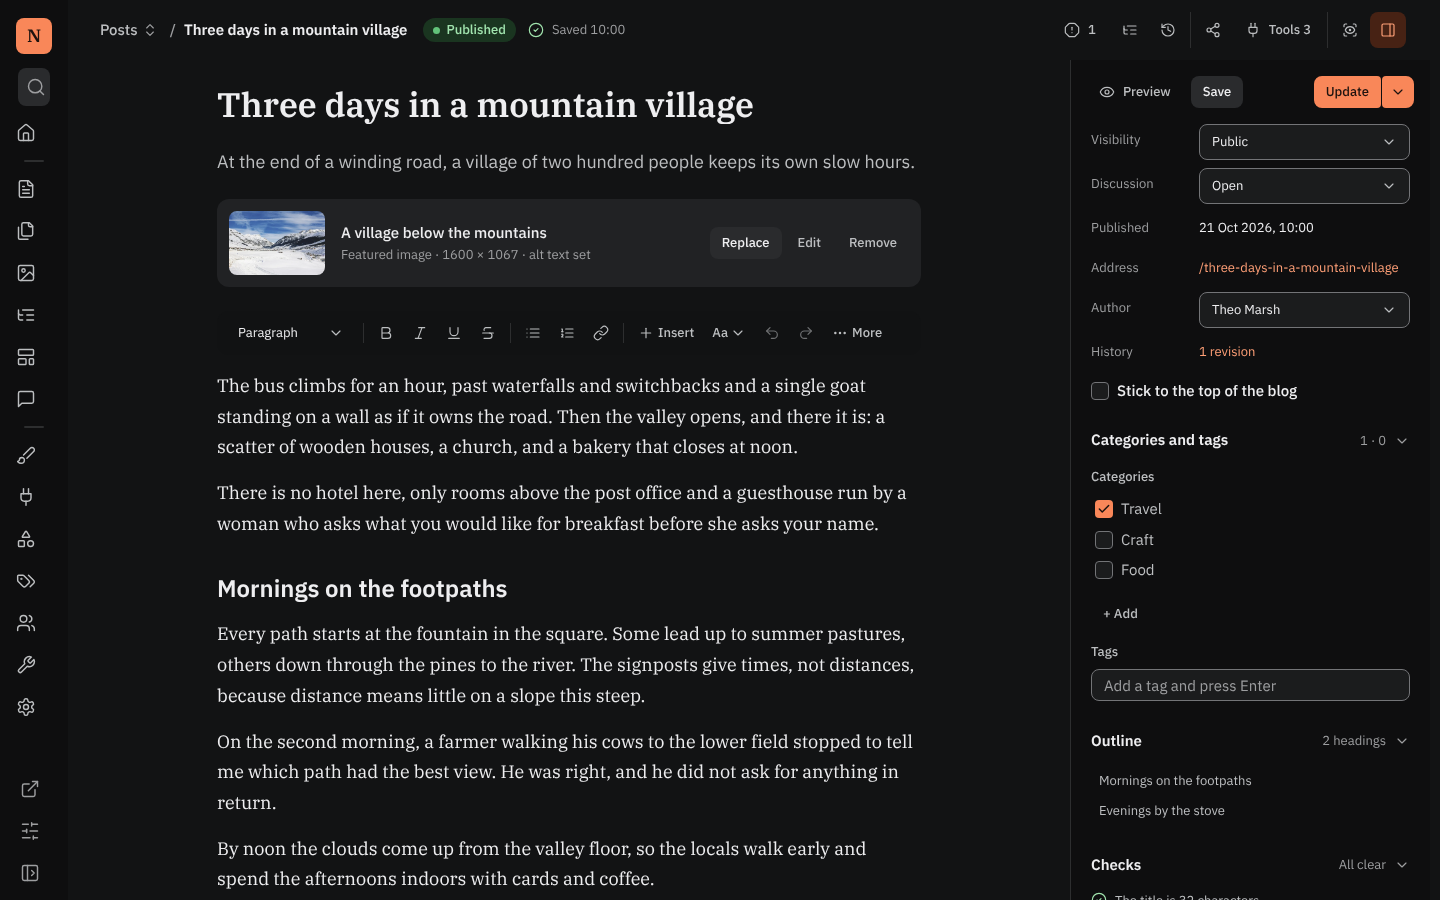 N
Posts / Three days in a mountain village Published Saved 10:00
1
Tools 3
Three days in a mountain village
At the end of a winding road, a village of two hundred people keeps its own slow hours.
A village below the mountains
Featured image · 1600 × 1067 · alt text set
Replace Edit Remove
Paragraph B I U S Insert Aa More
The bus climbs for an hour, past waterfalls and switchbacks and a single goat
standing on a wall as if it owns the road. Then the valley opens, and there it is: a
scatter of wooden houses, a church, and a bakery that closes at noon.
There is no hotel here, only rooms above the post office and a guesthouse run by a
woman who asks what you would like for breakfast before she asks your name.
Mornings on the footpaths
Every path starts at the fountain in the square. Some lead up to summer pastures,
others down through the pines to the river. The signposts give times, not distances,
because distance means little on a slope this steep.
On the second morning, a farmer walking his cows to the lower field stopped to tell
me which path had the best view. He was right, and he did not ask for anything in
return.
By noon the clouds come up from the valley floor, so the locals walk early and
spend the afternoons indoors with cards and coffee.
Preview Save Update
Visibility Public
Discussion Open
Published 21 Oct 2026, 10:00
Address /three-days-in-a-mountain-village
Author Theo Marsh
History 1 revision
Stick to the top of the blog
Categories and tags 1 · 0
Categories
Travel
Craft
Food
+ Add
Tags
Add a tag and press Enter
Outline 2 headings
Mornings on the footpaths
Evenings by the stove
Checks All clear
The title is 32 characters